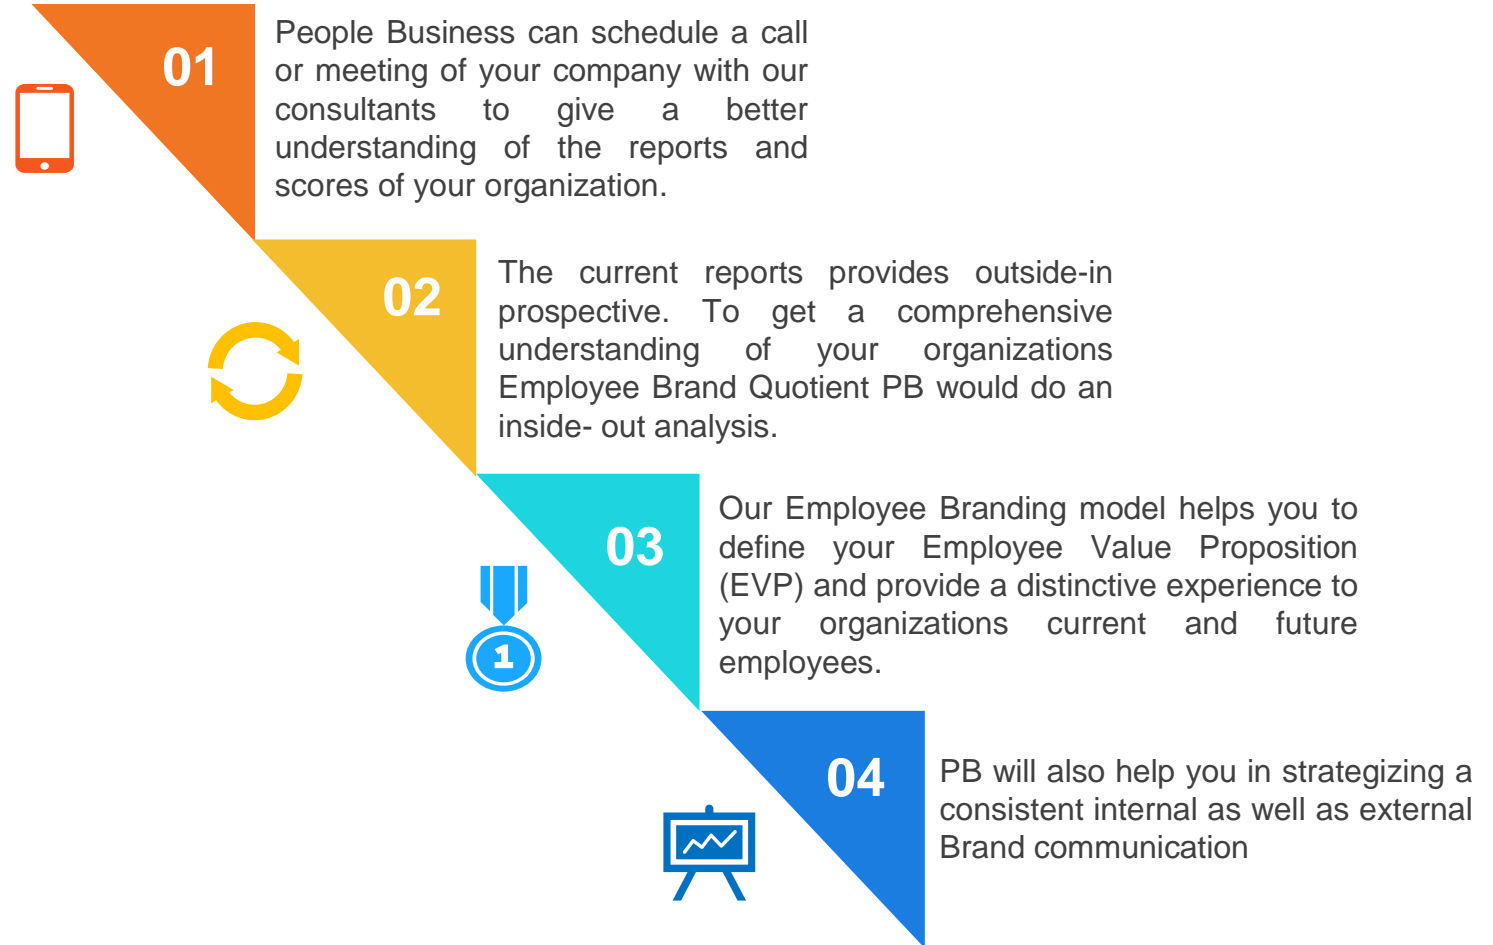 01
People Business can schedule a call
or meeting of your company with our
consultants to give a better
understanding of the reports and
scores of your organization.
02
The current reports provides outside-in
prospective. To get a comprehensive
understanding of your organizations
Employee Brand Quotient PB would do an
inside- out analysis.
03
Our Employee Branding model helps you to
define your Employee Value Proposition
(EVP) and provide a distinctive experience to
your organizations current and future
employees.
1
04
PB will also help you in strategizing a
consistent internal as well as external
Brand communication